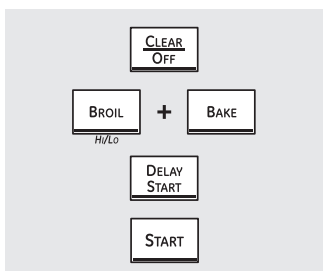 CLEAR
OFF
BROIL + BAKE
Hi/Lo
DELAY
START
START